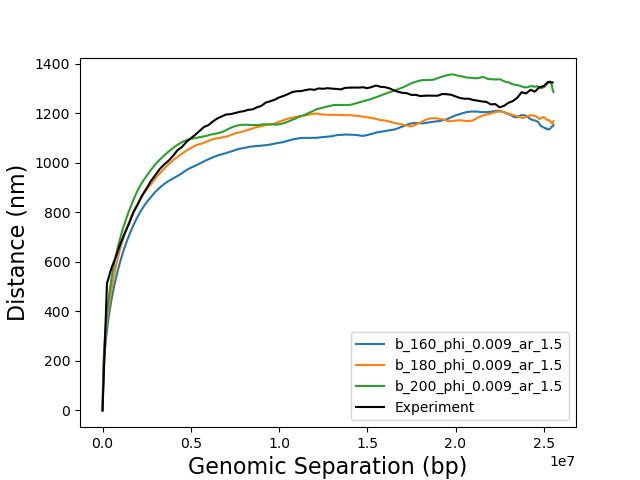 1400
1200
1000
800
600
400
200
0
Distance (nm)
b_160_phi_0.009_ar_1.5
b_180_phi_0.009_ar_1.5
b_200_phi_0.009_ar_1.5
Experiment
0.0 0.5 1.0 1.5 2.0 2.5
1e7
Genomic Separation (bp)